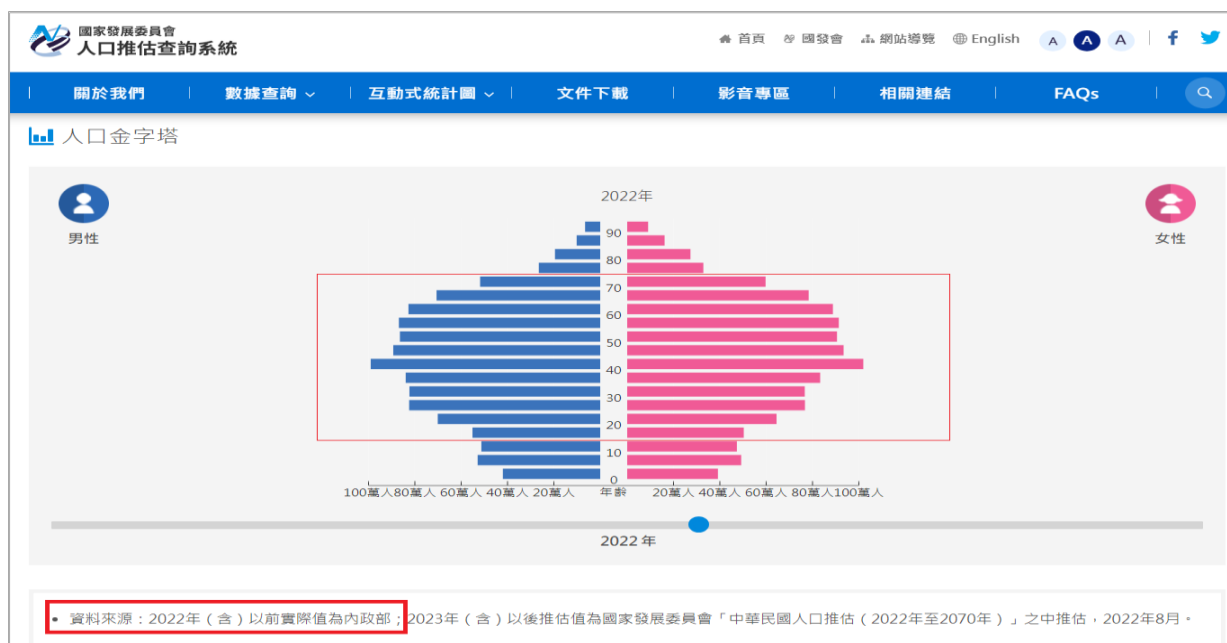 國家發展委員會
人口推估查詢系統
首頁 國發會 網站導覽 English A A A
關於我們 數據查詢 互動式統計圖 文件下載 影音專區 相關連結 FAQs
人口金字塔
2022年
男性
女性
90
80
70
60
50
40
30
20
10
0
100萬人 80萬人 60萬人 40萬人 20萬人 年齡 20萬人 40萬人 60萬人 80萬人 100萬人
2022 年
• 資料來源：2022年（含）以前實際值為內政部；2023年（含）以後推估值為國家發展委員會「中華民國人口推估（2022年至2070年）」之中推估，2022年8月。